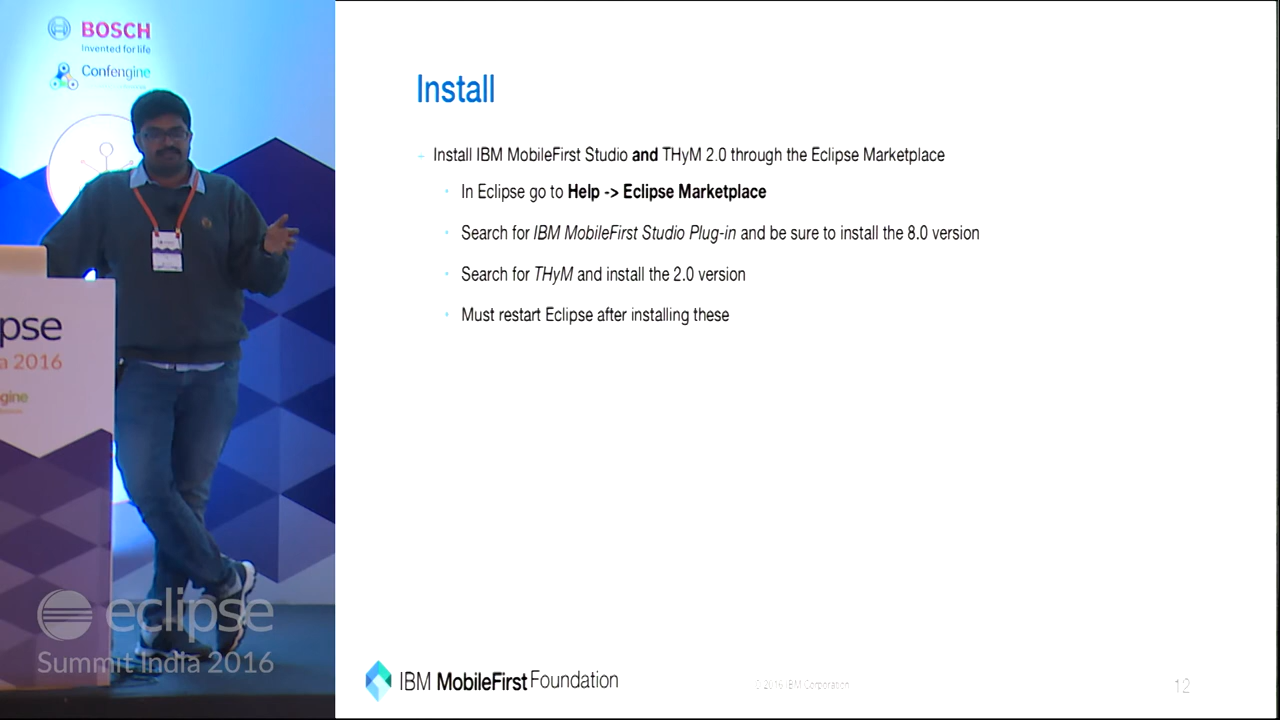 BOSCH
Invented for life
Confengine
pse
a 2016
gine
eclipse
Summit India 2016
Install
Install IBM MobileFirst Studio and THyM 2.0 through the Eclipse Marketplace
In Eclipse go to Help -> Eclipse Marketplace
Search for IBM MobileFirst Studio Plug-in and be sure to install the 8.0 version
Search for THyM and install the 2.0 version
Must restart Eclipse after installing these
IBM MobileFirst Foundation
© 2016 IBM Corporation
12